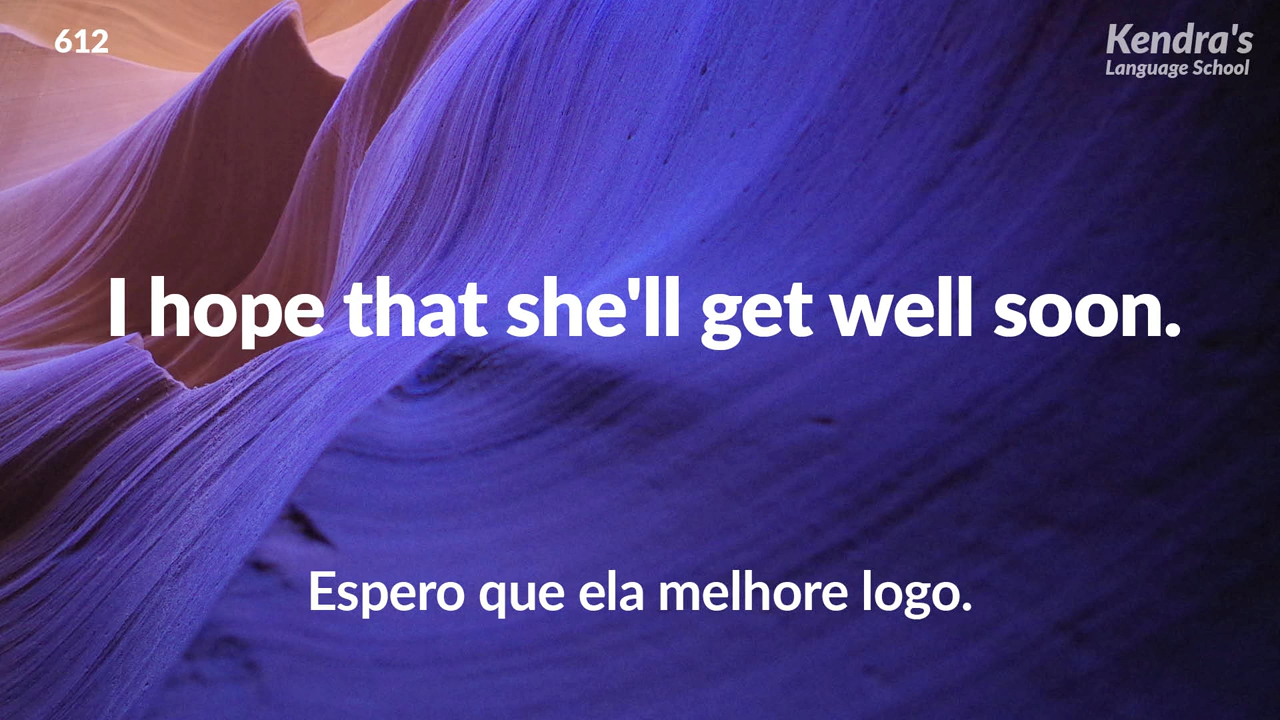 612
Kendra's
Language School
I hope that she'll get well soon.
Espero que ela melhore logo.